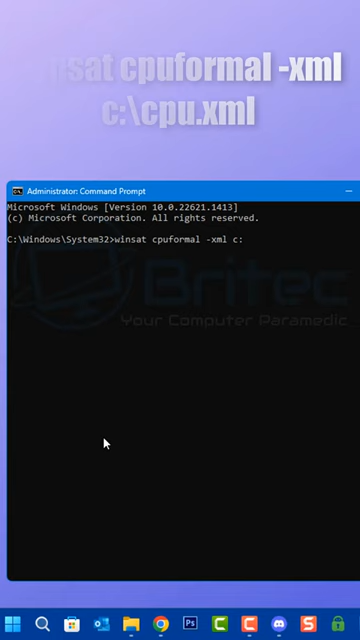 winsat cpuformal -xml
c:\cpu.xml
Administrator: Command Prompt
Microsoft Windows [Version 10.0.22621.1413]
(c) Microsoft Corporation. All rights reserved.
C:\Windows\System32>winsat cpuformal -xml c:
Britec
Your Computer Paramedic
Ps
C
C
S